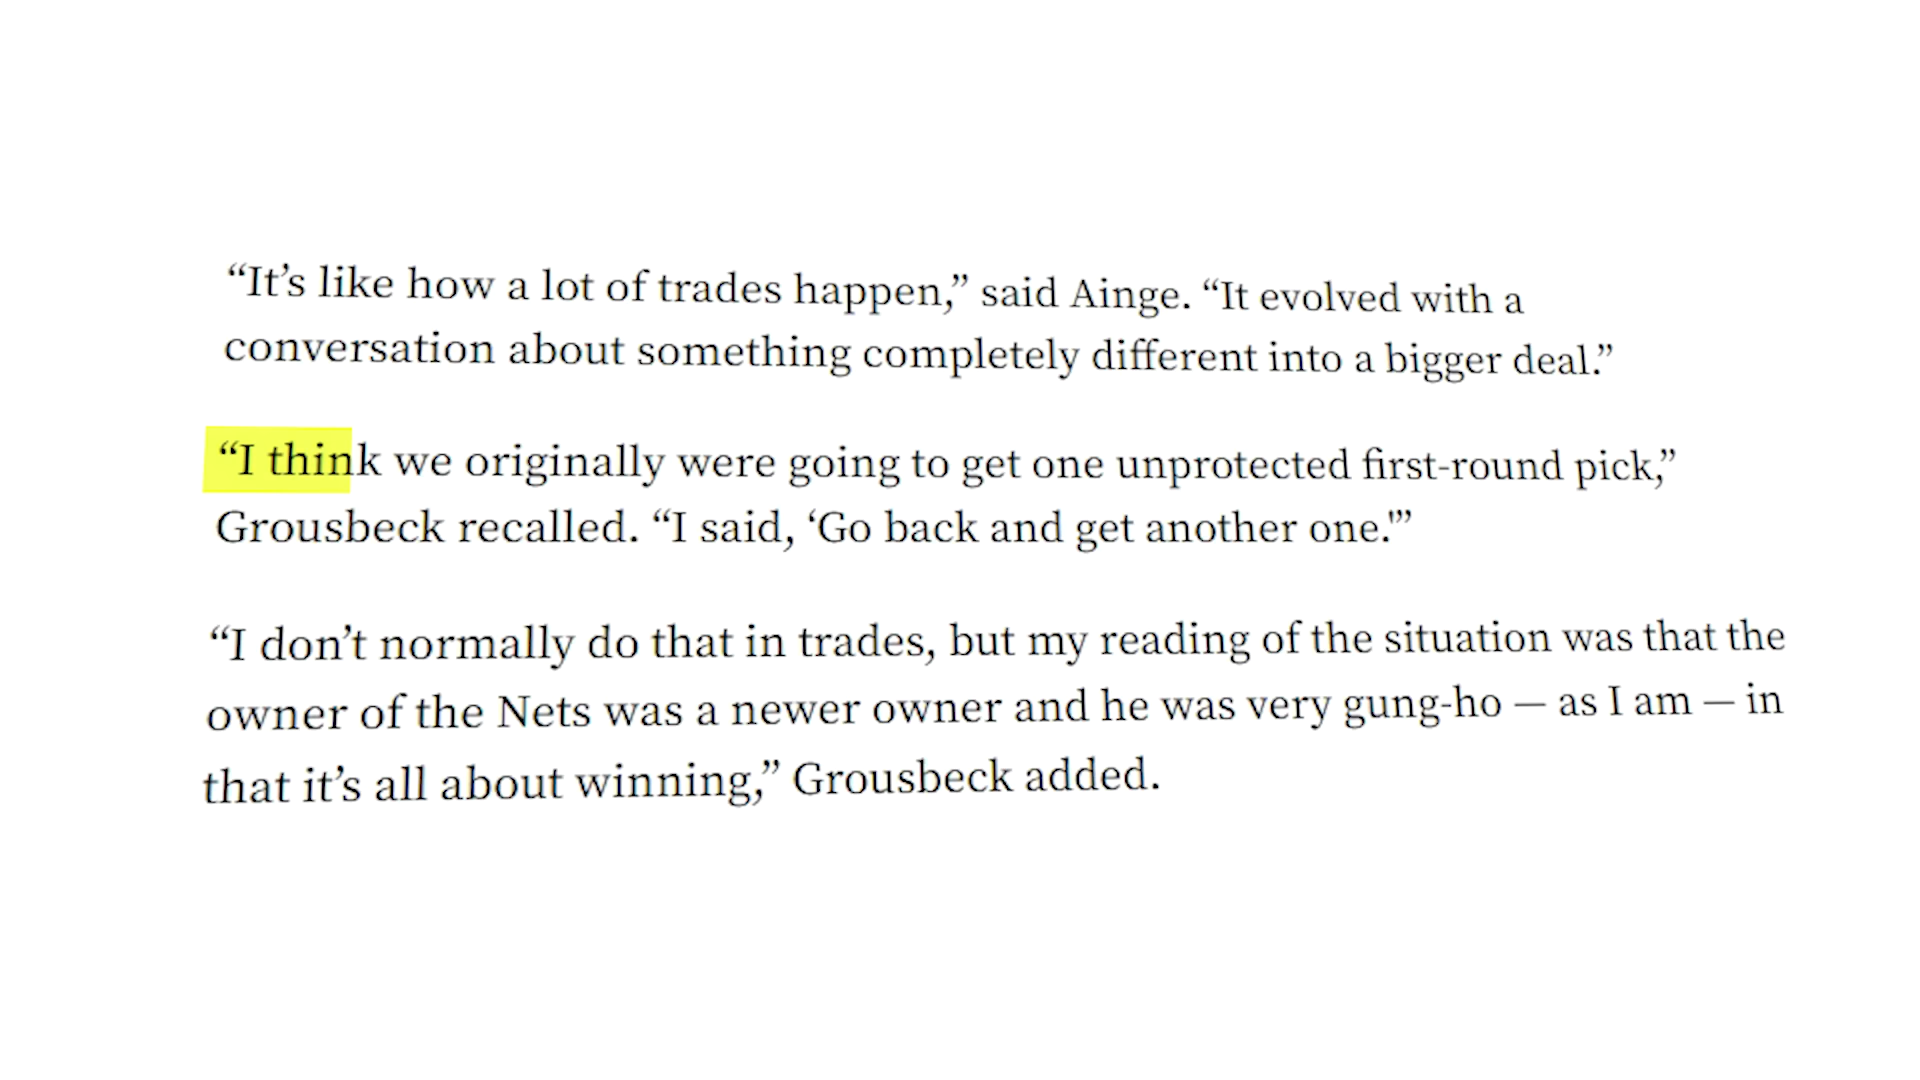 “It’s like how a lot of trades happen,” said Ainge. “It evolved with a
conversation about something completely different into a bigger deal.”
“I think we originally were going to get one unprotected first-round pick,”
Grousbeck recalled. “I said, ‘Go back and get another one.'”
“I don’t normally do that in trades, but my reading of the situation was that the
owner of the Nets was a newer owner and he was very gung-ho — as I am — in
that it’s all about winning,” Grousbeck added.